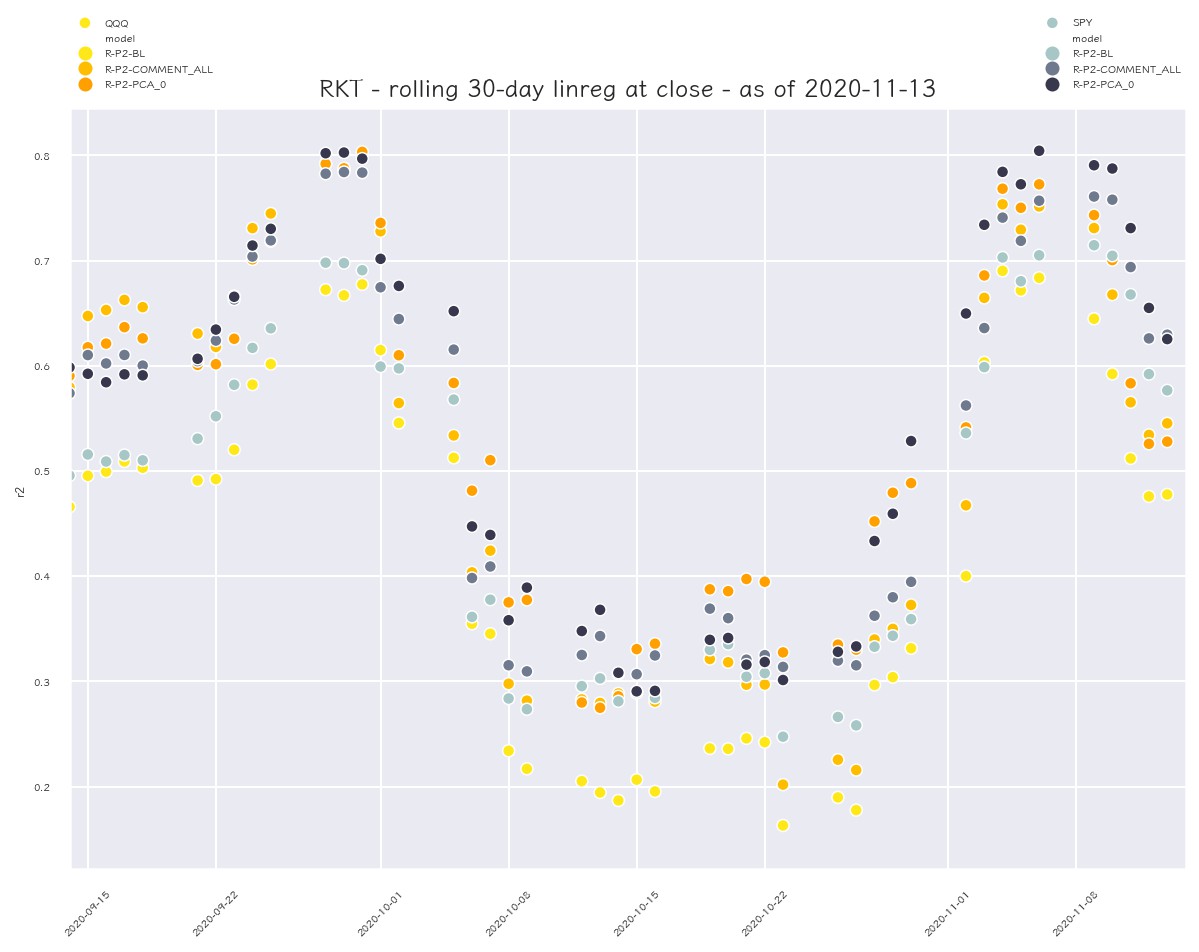 QQQ
model
R-P2-BL
R-P2-COMMENT_ALL
R-P2-PCA_0
SPY
model
R-P2-BL
R-P2-COMMENT_ALL
R-P2-PCA_0
RKT - rolling 30-day linreg at close - as of 2020-11-13
0.8
0.7
0.6
0.5
r2
0.4
0.3
0.2
2020-09-15
2020-09-22
2020-10-01
2020-10-08
2020-10-15
2020-10-22
2020-11-01
2020-11-08